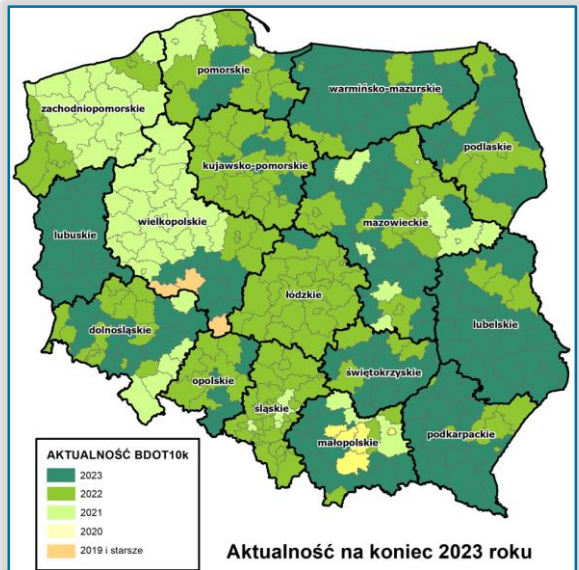 pomorskie
warmińsko-mazurskie
zachodniopomorskie
podlaskie
kujawsko-pomorskie
wielkopolskie
mazowieckie
lubuskie
łódzkie
lubelskie
dolnośląskie
świętokrzyskie
opolskie
śląskie
małopolskie
podkarpackie
AKTUALNOŚĆ BDOT10k
2023
2022
2021
2020
2019 i starsze
Aktualność na koniec 2023 roku